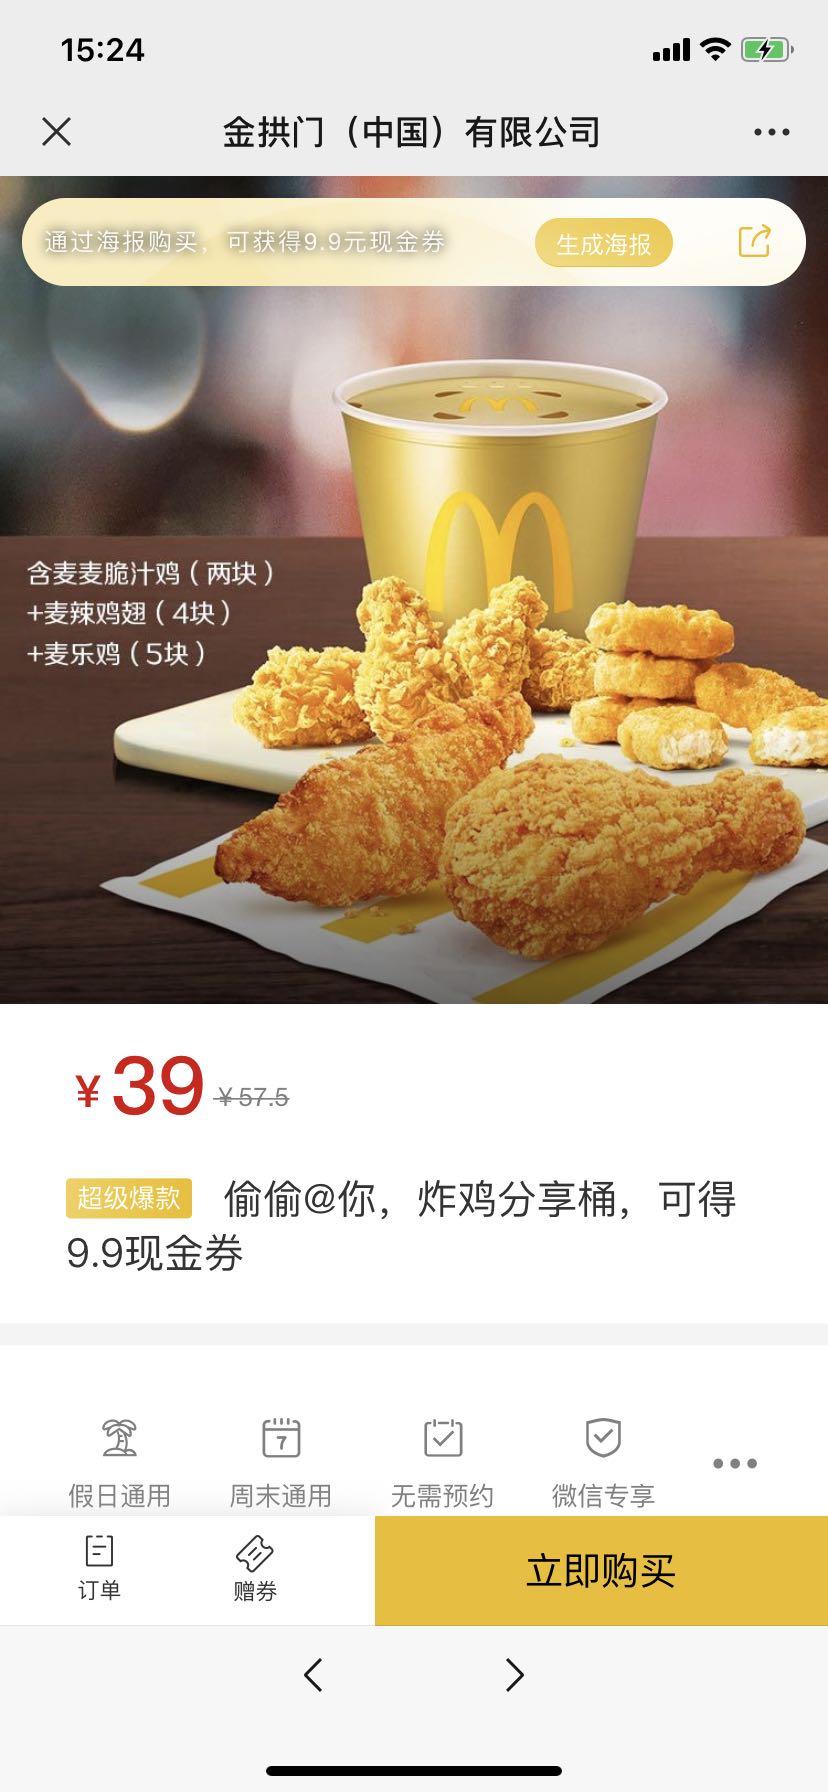 15:24
金拱门（中国）有限公司
通过海报购买，可获得9.9元现金券
生成海报
含麦麦脆汁鸡（两块）
+麦辣鸡翅（4块）
+麦乐鸡（5块）
¥39 ¥57.5
超级爆款 偷偷@你，炸鸡分享桶，可得
9.9现金券
7
假日通用 周末通用 无需预约 微信专享
订单 赠券 立即购买